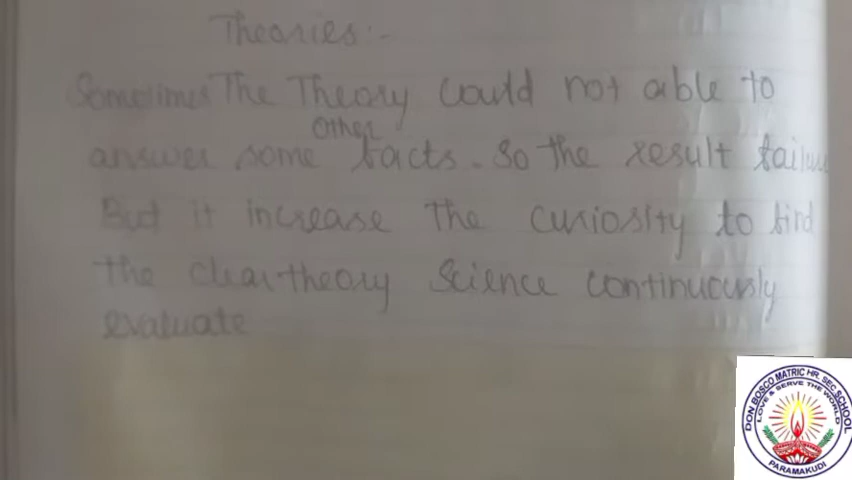 Theories:-
Sometimes The Theory could not able to
other
answer some facts. So the result failure
But it increase the curiosity to find
the clear theory Science continuously
evaluate
DON BOSCO MATRIC HR. SEC SCHOOL
LOVE & SERVE THE WORLD
PARAMAKUDI